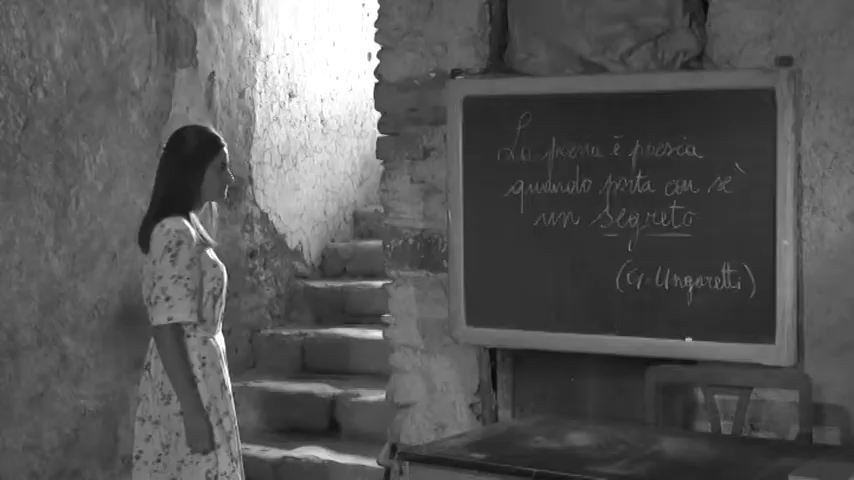 La poesia è poesia
quando porta con sè
un segreto
(G. Ungaretti)